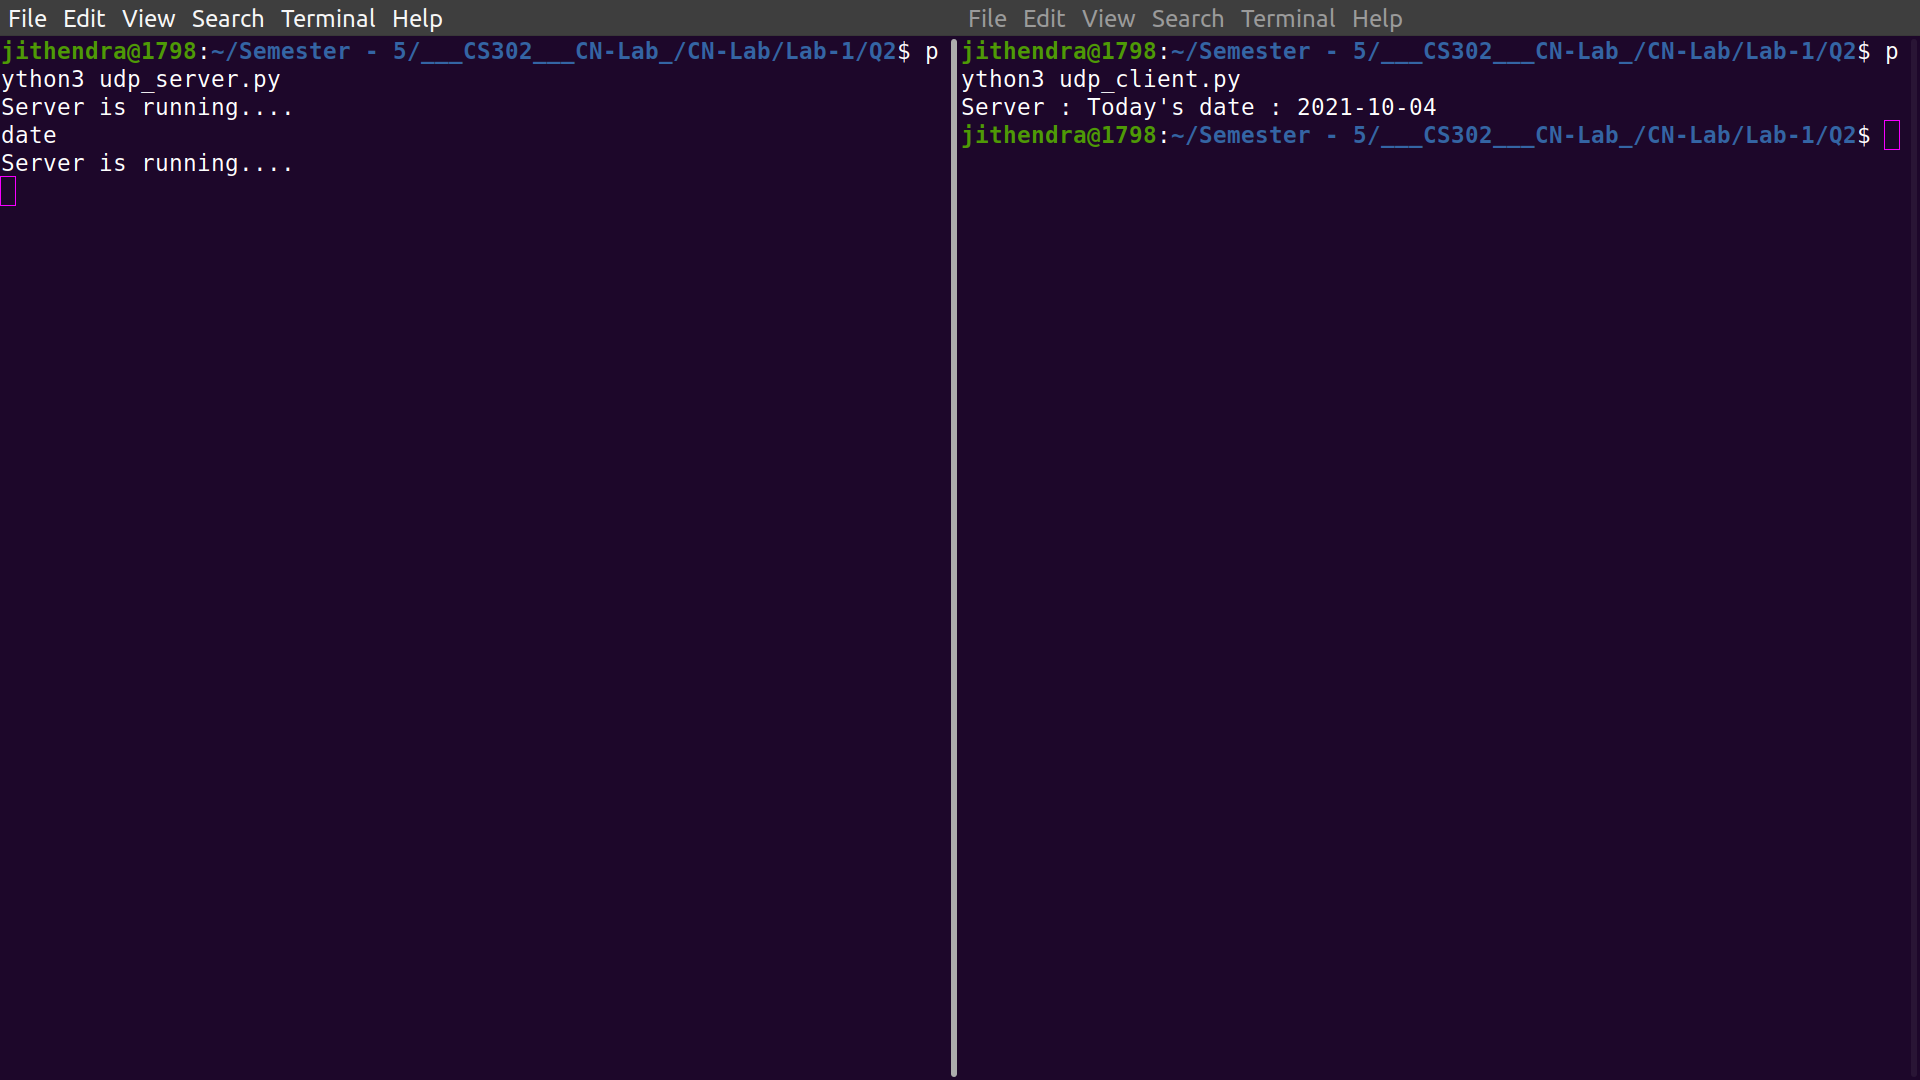 File Edit View Search Terminal Help
jithendra@1798:~/Semester - 5/___CS302___CN-Lab_/CN-Lab/Lab-1/Q2$ p
ython3 udp_server.py
Server is running....
date
Server is running....
File Edit View Search Terminal Help
jithendra@1798:~/Semester - 5/___CS302___CN-Lab_/CN-Lab/Lab-1/Q2$ p
ython3 udp_client.py
Server : Today's date : 2021-10-04
jithendra@1798:~/Semester - 5/___CS302___CN-Lab_/CN-Lab/Lab-1/Q2$